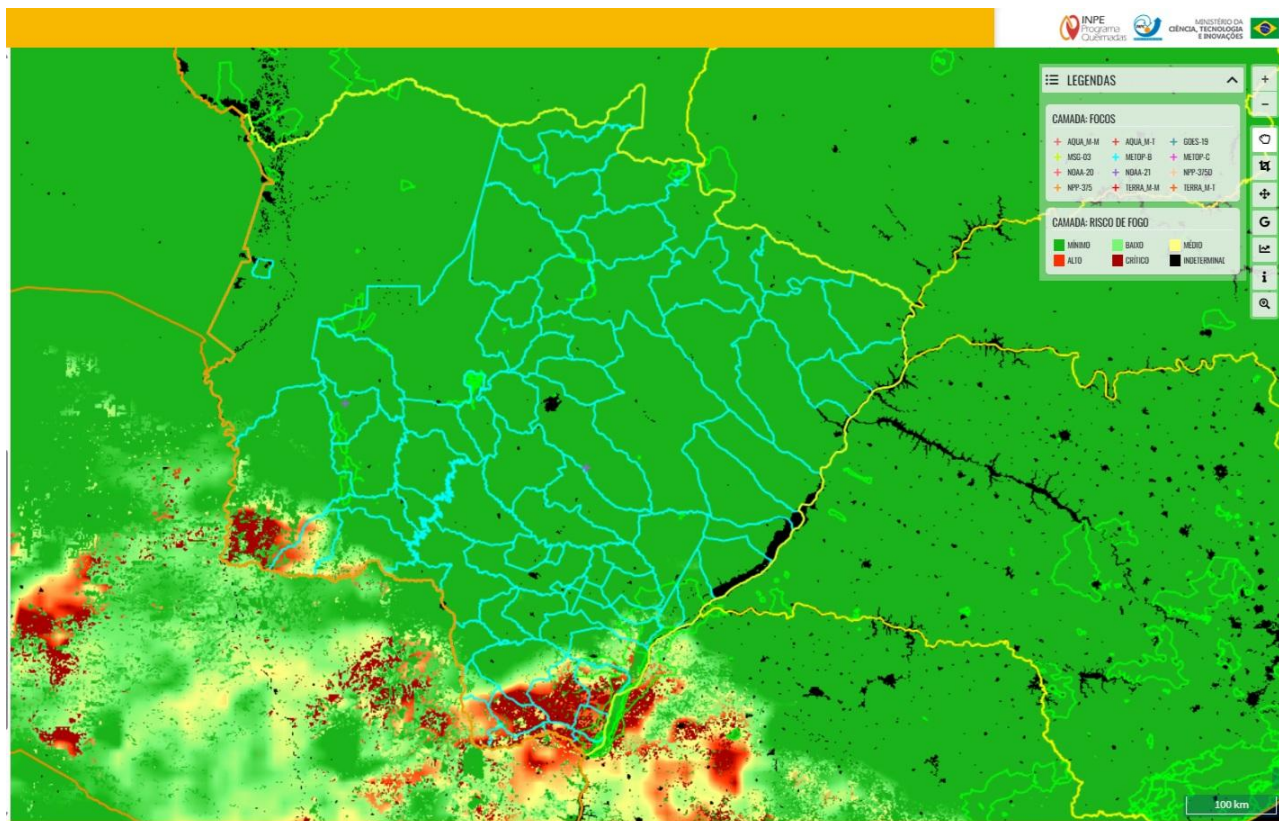 INPE
Programa
Queimadas
MINISTÉRIO DA
CIÊNCIA, TECNOLOGIA
E INOVAÇÕES
LEGENDAS
CAMADA: FOCOS
+ AQUA_M-M + AQUA_M-T + GOES-19
+ MSG-03 + METOP-B + METOP-C
+ NOAA-20 + NOAA-21 + NPP-375D
+ NPP-375 + TERRA_M-M + TERRA_M-T
CAMADA: RISCO DE FOGO
MÍNIMO BAIXO MÉDIO
ALTO CRÍTICO INDETERMINAD
+
−
G
i
100 km